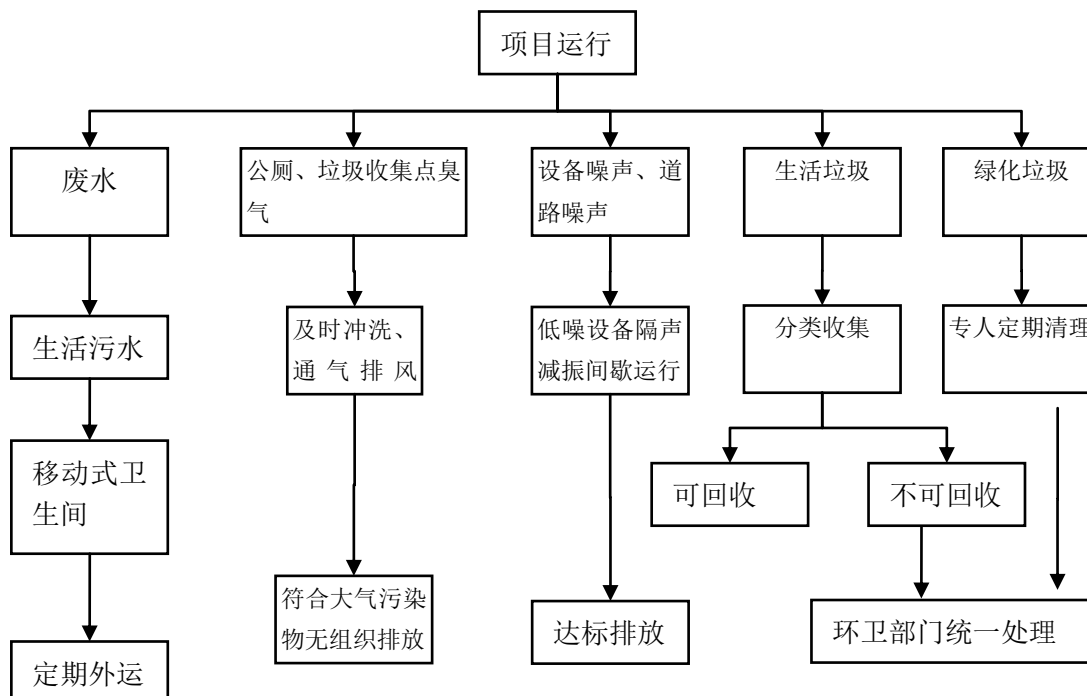 项目运行
废水
公厕、垃圾收集点臭
气
设备噪声、道
路噪声
生活垃圾
绿化垃圾
生活污水
及时冲洗、
通气排风
低噪设备隔声
减振间歇运行
分类收集
专人定期清理
移动式卫
生间
可回收
不可回收
定期外运
符合大气污染
物无组织排放
达标排放
环卫部门统一处理